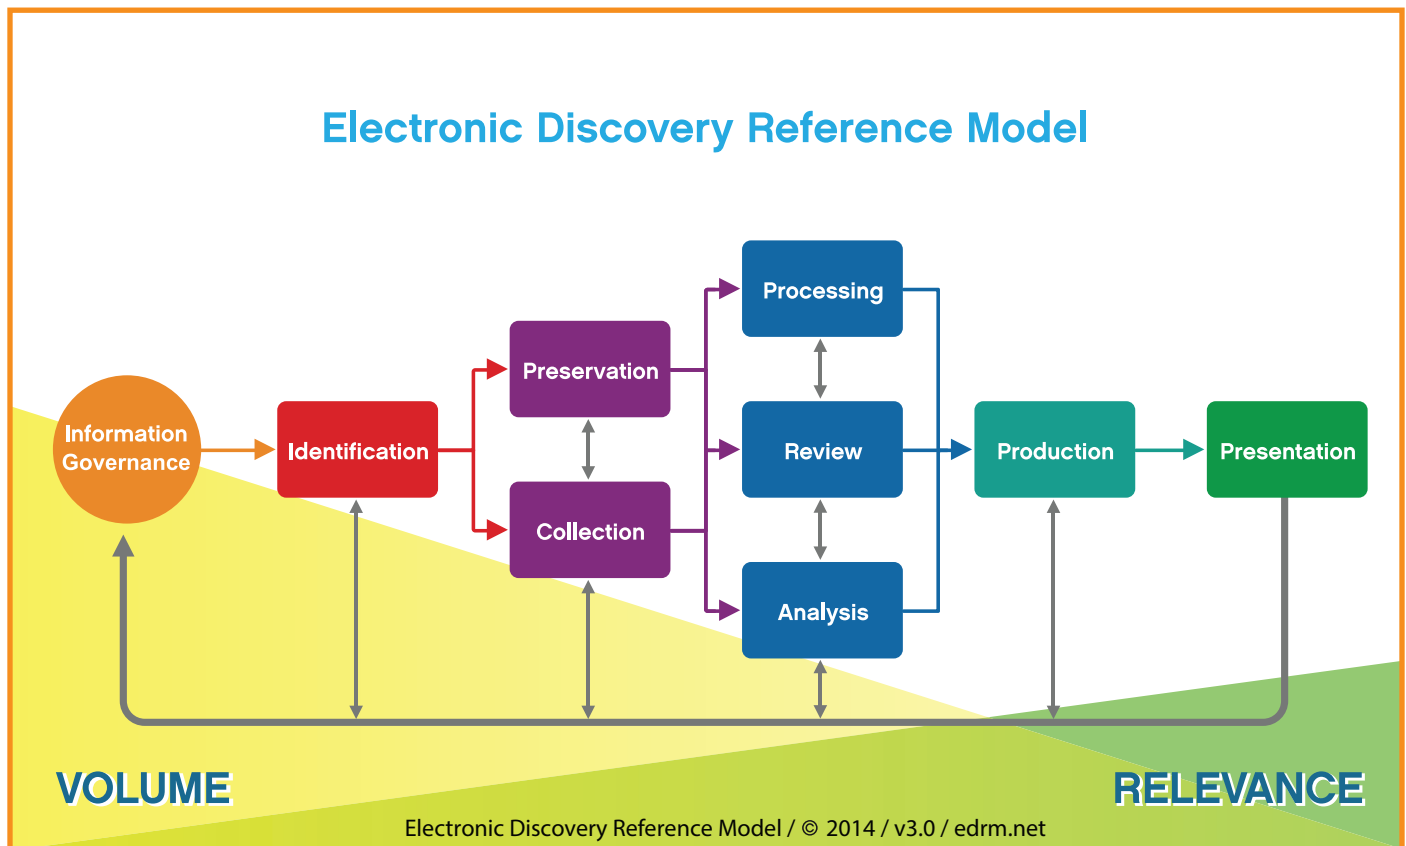 Electronic Discovery Reference Model
Information
Governance
Identification
Preservation
Collection
Processing
Review
Analysis
Production
Presentation
VOLUME
RELEVANCE
Electronic Discovery Reference Model / © 2014 / v3.0 / edrm.net